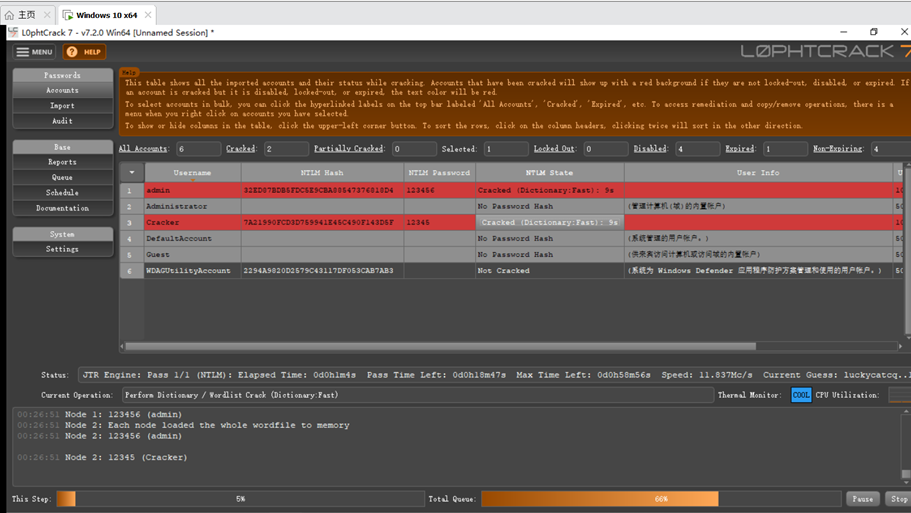 主页
Windows 10 x64
L0phtCrack 7 - v7.2.0 Win64 [Unnamed Session] *
MENU
HELP
L0PHTCRACK 7
Passwords
Accounts
Import
Audit
Base
Reports
Queue
Schedule
Documentation
System
Settings
Help
This table shows all the imported accounts and their status while cracking. Accounts that have been cracked will show up with a red background if they are not locked-out, disabled, or expired. If
an account is cracked but it is disabled, locked-out, or expired, the text color will be red.
To select accounts in bulk, you can click the hyperlinked labels on the top bar labeled 'All Accounts', 'Cracked', 'Expired', etc. To access remediation and copy/remove operations, there is a
menu when you right click on accounts you have selected.
To show or hide columns in the table, click the upper-left corner button. To sort the rows, click on the column headers, clicking twice will sort in the other direction.
All Accounts: 6 Cracked: 2 Partially Cracked: 0 Selected: 1 Locked Out: 0 Disabled: 4 Expired: 1 Non-Expiring: 4
Username NTLM Hash NTLM Password NTLM State User Info
1 admin 32ED87BDB5FDC5E9CBA88547376818D4 123456 Cracked (Dictionary:Fast): 9s
2 Administrator No Password Hash (管理计算机(域)的内置账户)
3 Cracker 7A21990FCD3D759941E45C490F143D5F 12345 Cracked (Dictionary:Fast): 9s
4 DefaultAccount No Password Hash (系统管理的用户账户。)
5 Guest No Password Hash (供来宾访问计算机或访问域的内置账户)
6 WDAGUtilityAccount 2294A9820D2579C43117DF053CAB7AB3 Not Cracked (系统为 Windows Defender 应用程序防护方案管理和使用的用户账户。)
Status: JTR Engine: Pass 1/1 (NTLM): Elapsed Time: 0d0h1m4s Pass Time Left: 0d0h18m47s Max Time Left: 0d0h58m56s Speed: 11.837Mc/s Current Guess: luckycatcq..
Current Operation: Perform Dictionary / Wordlist Crack (Dictionary:Fast) Thermal Monitor: COOL CPU Utilization:
00:26:51 Node 1: 123456 (admin)
00:26:51 Node 2: Each node loaded the whole wordfile to memory
00:26:51 Node 2: 123456 (admin)
00:26:51 Node 2: 12345 (Cracker)
This Step: 5% Total Queue: 66% Pause Stop